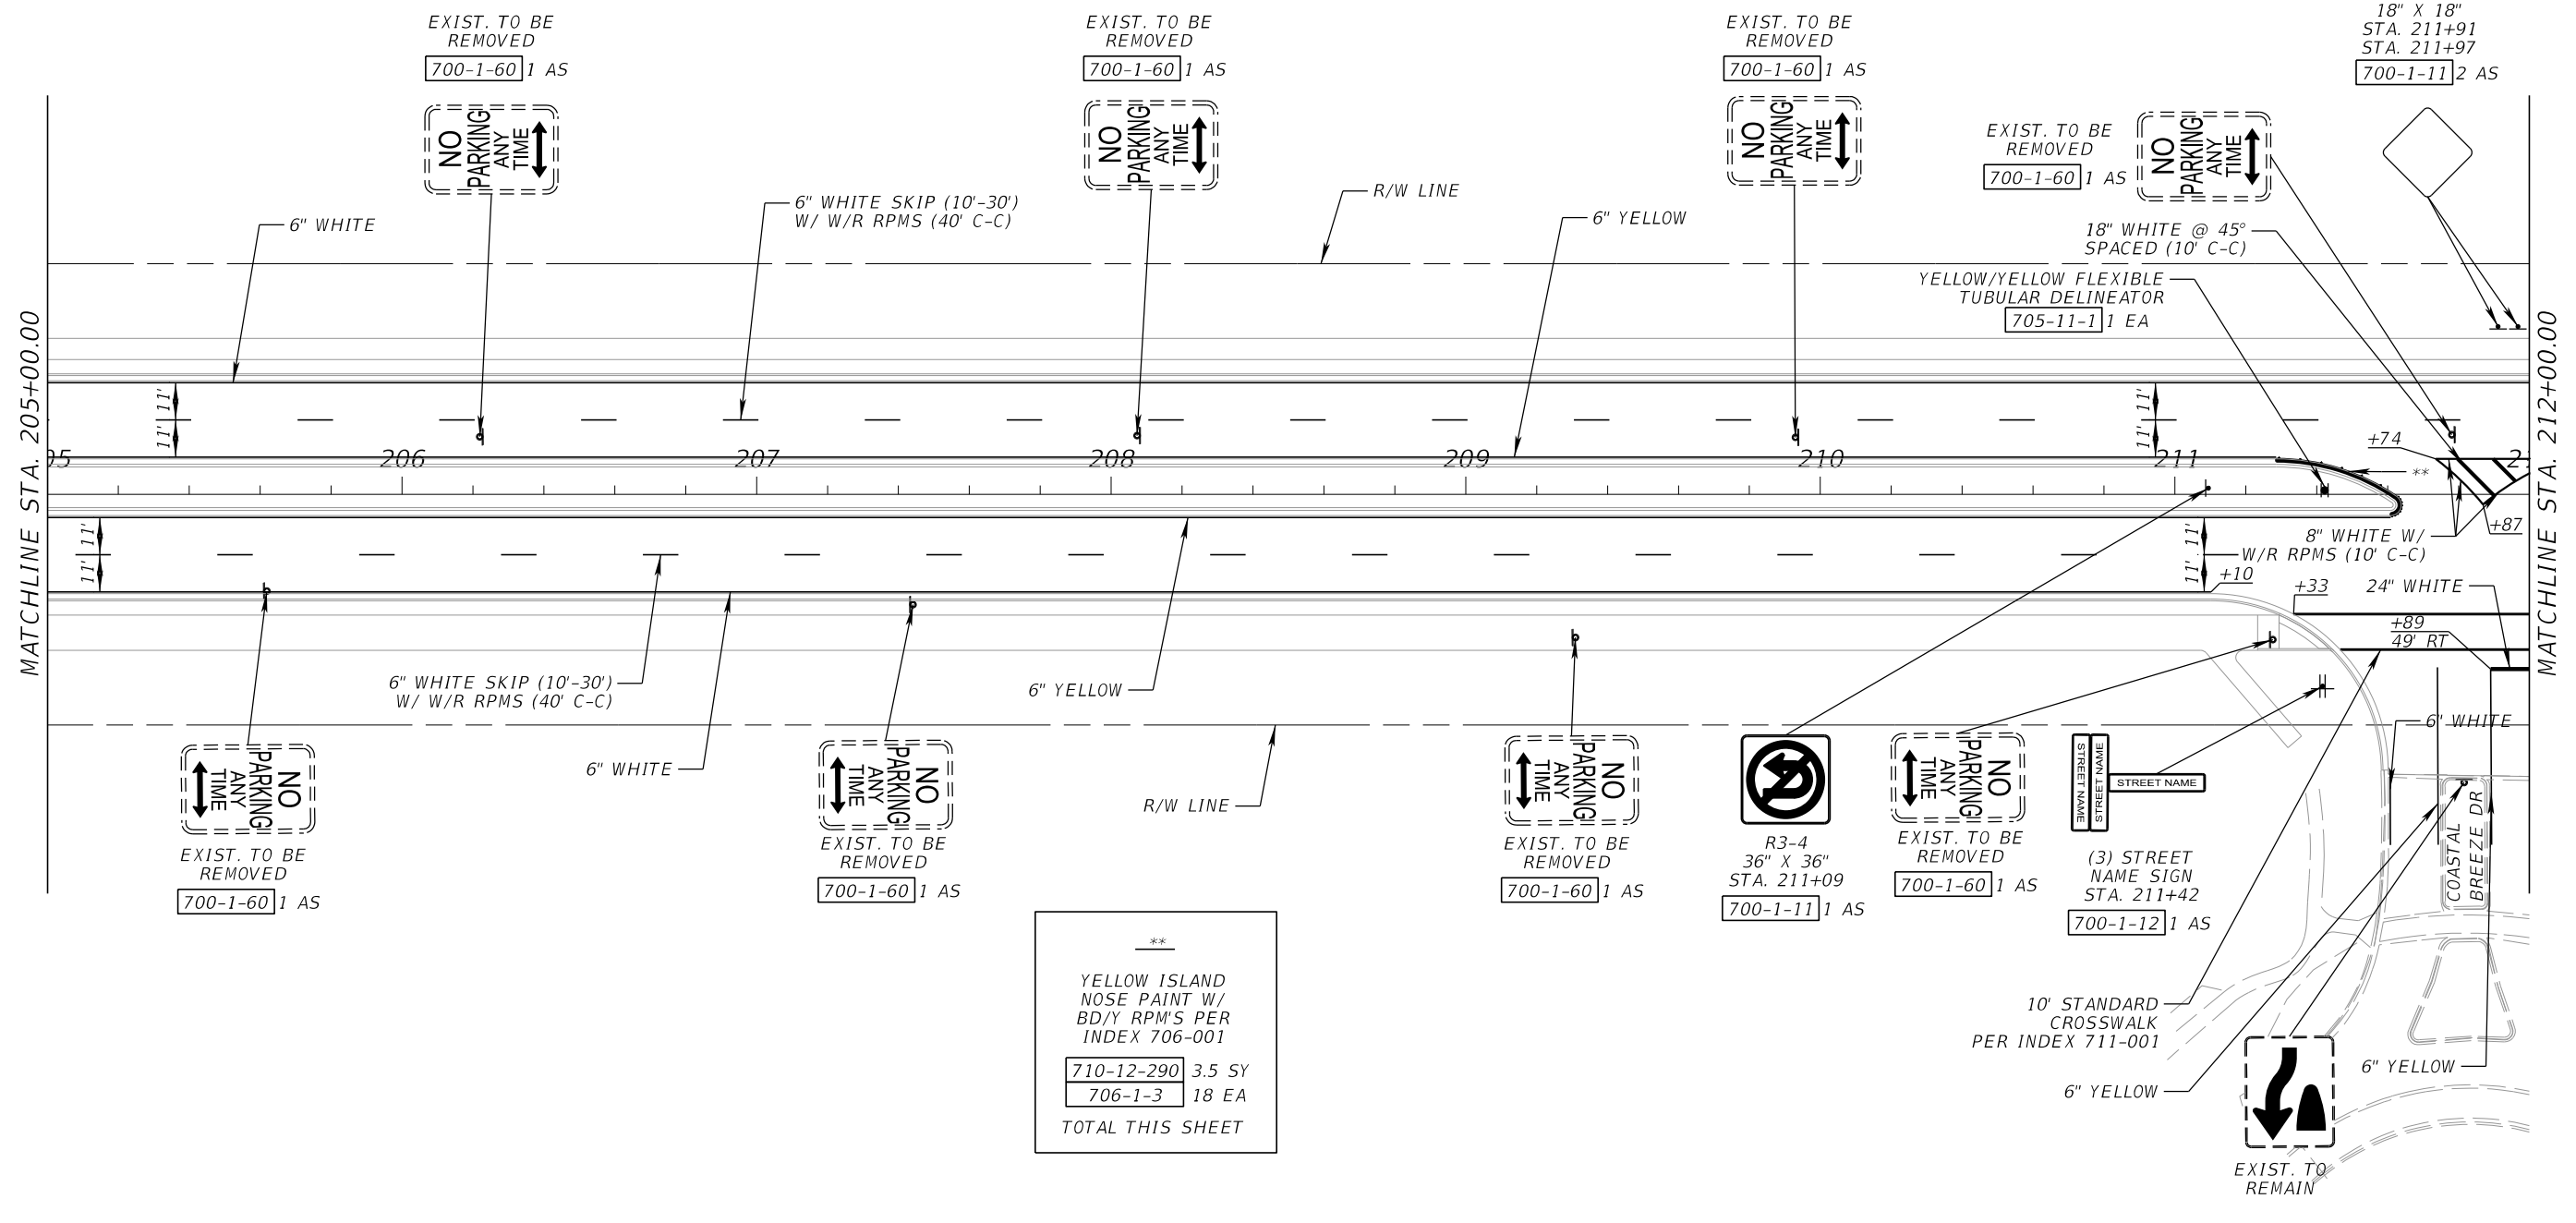 EXIST. TO BE
REMOVED
700-1-60 1 AS
NO
PARKING
ANY
TIME
EXIST. TO BE
REMOVED
700-1-60 1 AS
NO
PARKING
ANY
TIME
EXIST. TO BE
REMOVED
700-1-60 1 AS
NO
PARKING
ANY
TIME
18" X 18"
STA. 211+91
STA. 211+97
700-1-11 2 AS
EXIST. TO BE
REMOVED
700-1-60 1 AS
NO
PARKING
ANY
TIME
6" WHITE
6" WHITE SKIP (10'-30')
W/ W/R RPMS (40' C-C)
R/W LINE
6" YELLOW
18" WHITE @ 45°
SPACED (10' C-C)
YELLOW/YELLOW FLEXIBLE
TUBULAR DELINEATOR
705-11-1 1 EA
MATCHLINE STA. 205+00.00
MATCHLINE STA. 212+00.00
11'
11'
11'
11'
05
206
207
208
209
210
211
21
+74
**
+87
8" WHITE W/
W/R RPMS (10' C-C)
11'
11'
11'
11'
+10
+33
24" WHITE
+89
49' RT
6" WHITE SKIP (10'-30')
W/ W/R RPMS (40' C-C)
6" YELLOW
6" WHITE
6" WHITE
R/W LINE
NO
PARKING
ANY
TIME
EXIST. TO BE
REMOVED
700-1-60 1 AS
NO
PARKING
ANY
TIME
EXIST. TO BE
REMOVED
700-1-60 1 AS
NO
PARKING
ANY
TIME
EXIST. TO BE
REMOVED
700-1-60 1 AS
R3-4
36" X 36"
STA. 211+09
700-1-11 1 AS
NO
PARKING
ANY
TIME
EXIST. TO BE
REMOVED
700-1-60 1 AS
STREET NAME
STREET NAME
STREET NAME
(3) STREET
NAME SIGN
STA. 211+42
700-1-12 1 AS
COASTAL
BREEZE DR
**
YELLOW ISLAND
NOSE PAINT W/
BD/Y RPM'S PER
INDEX 706-001
710-12-290 3.5 SY
706-1-3 18 EA
TOTAL THIS SHEET
10' STANDARD
CROSSWALK
PER INDEX 711-001
6" YELLOW
6" YELLOW
EXIST. TO
REMAIN